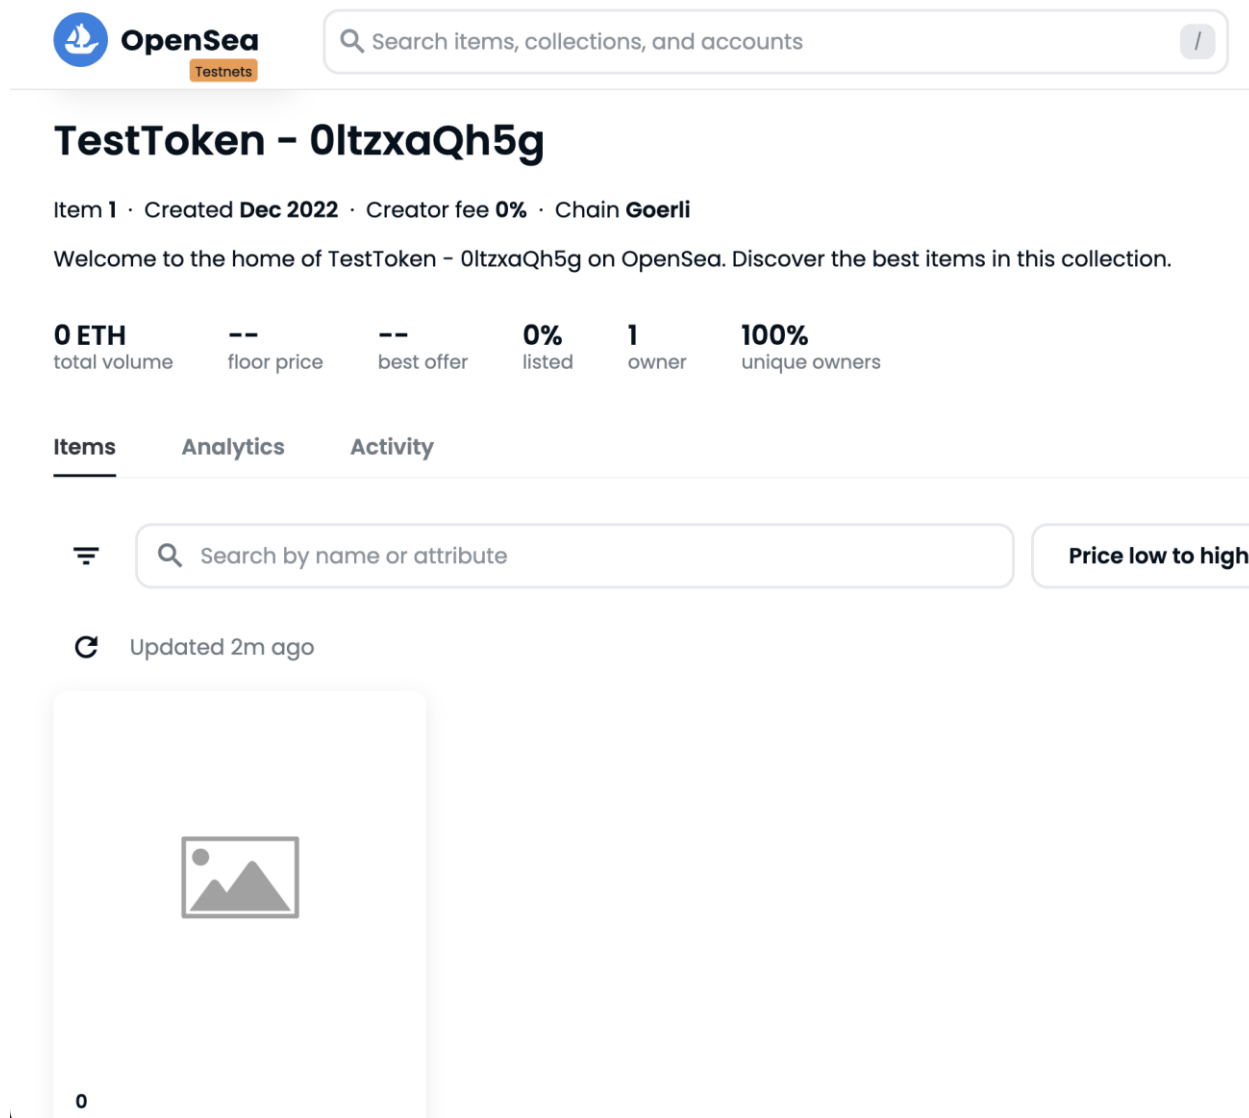 OpenSea
Testnets
Search items, collections, and accounts /
TestToken - 0ltzxaQh5g
Item 1 · Created Dec 2022 · Creator fee 0% · Chain Goerli
Welcome to the home of TestToken - 0ltzxaQh5g on OpenSea. Discover the best items in this collection.
0 ETH -- -- 0% 1 100%
total volume floor price best offer listed owner unique owners
Items Analytics Activity
Search by name or attribute Price low to high
Updated 2m ago
0